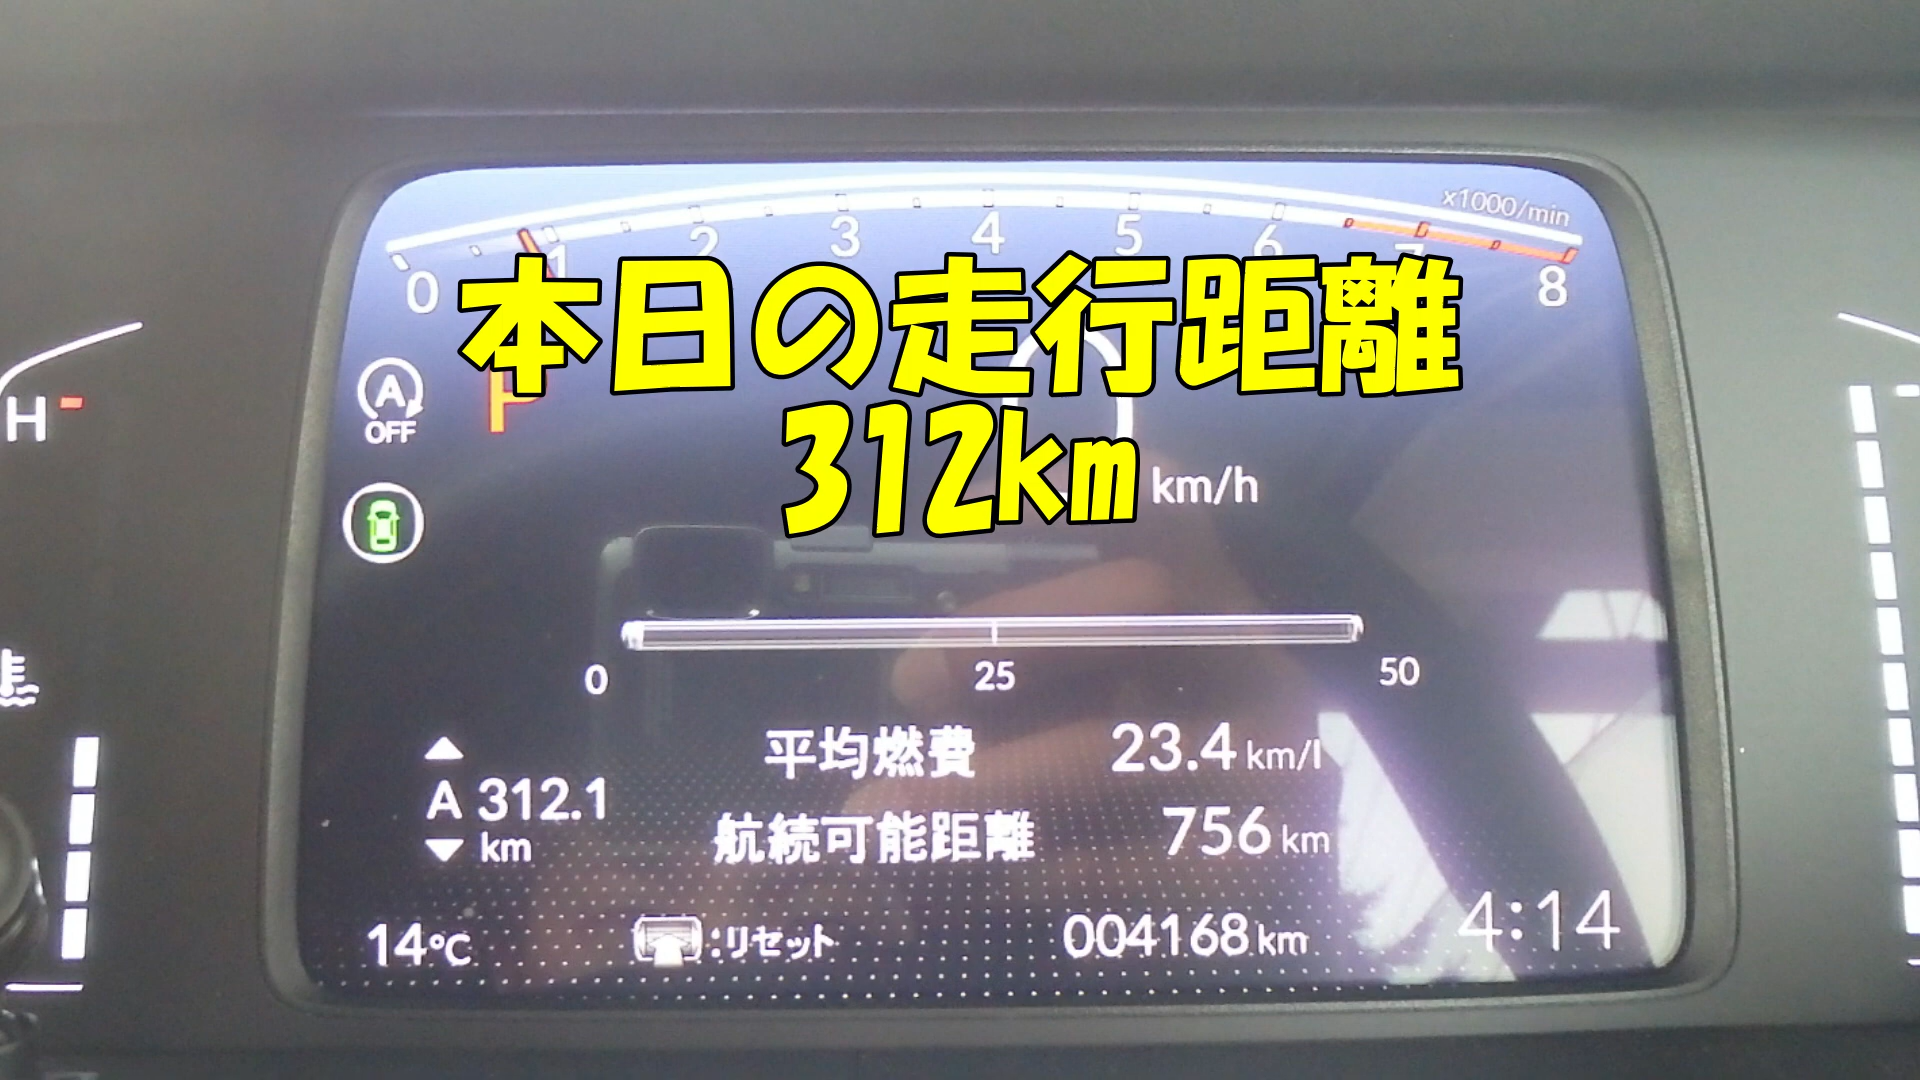 x1000/min
0 1 2 3 4 5 6 7 8
本日の走行距離
312km
A
OFF
P
0
km/h
H
0 25 50
平均燃費 23.4 km/l
A 312.1
km
航続可能距離 756 km
14℃ :リセット 004168 km 4:14